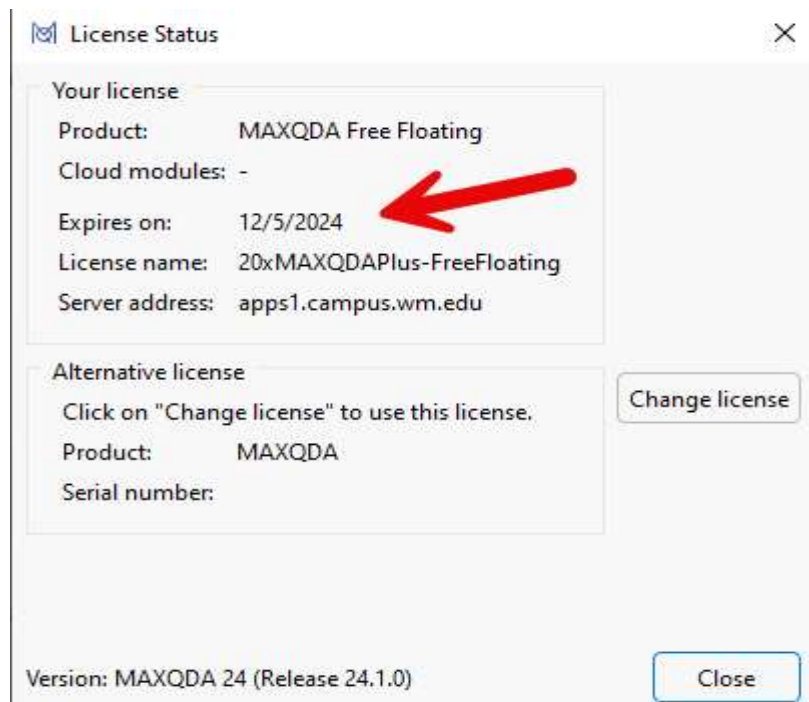 License Status
Your license
Product: MAXQDA Free Floating
Cloud modules: -
Expires on: 12/5/2024
License name: 20xMAXQDAPlus-FreeFloating
Server address: apps1.campus.wm.edu
Alternative license
Click on "Change license" to use this license.
Change license
Product: MAXQDA
Serial number:
Version: MAXQDA 24 (Release 24.1.0)
Close